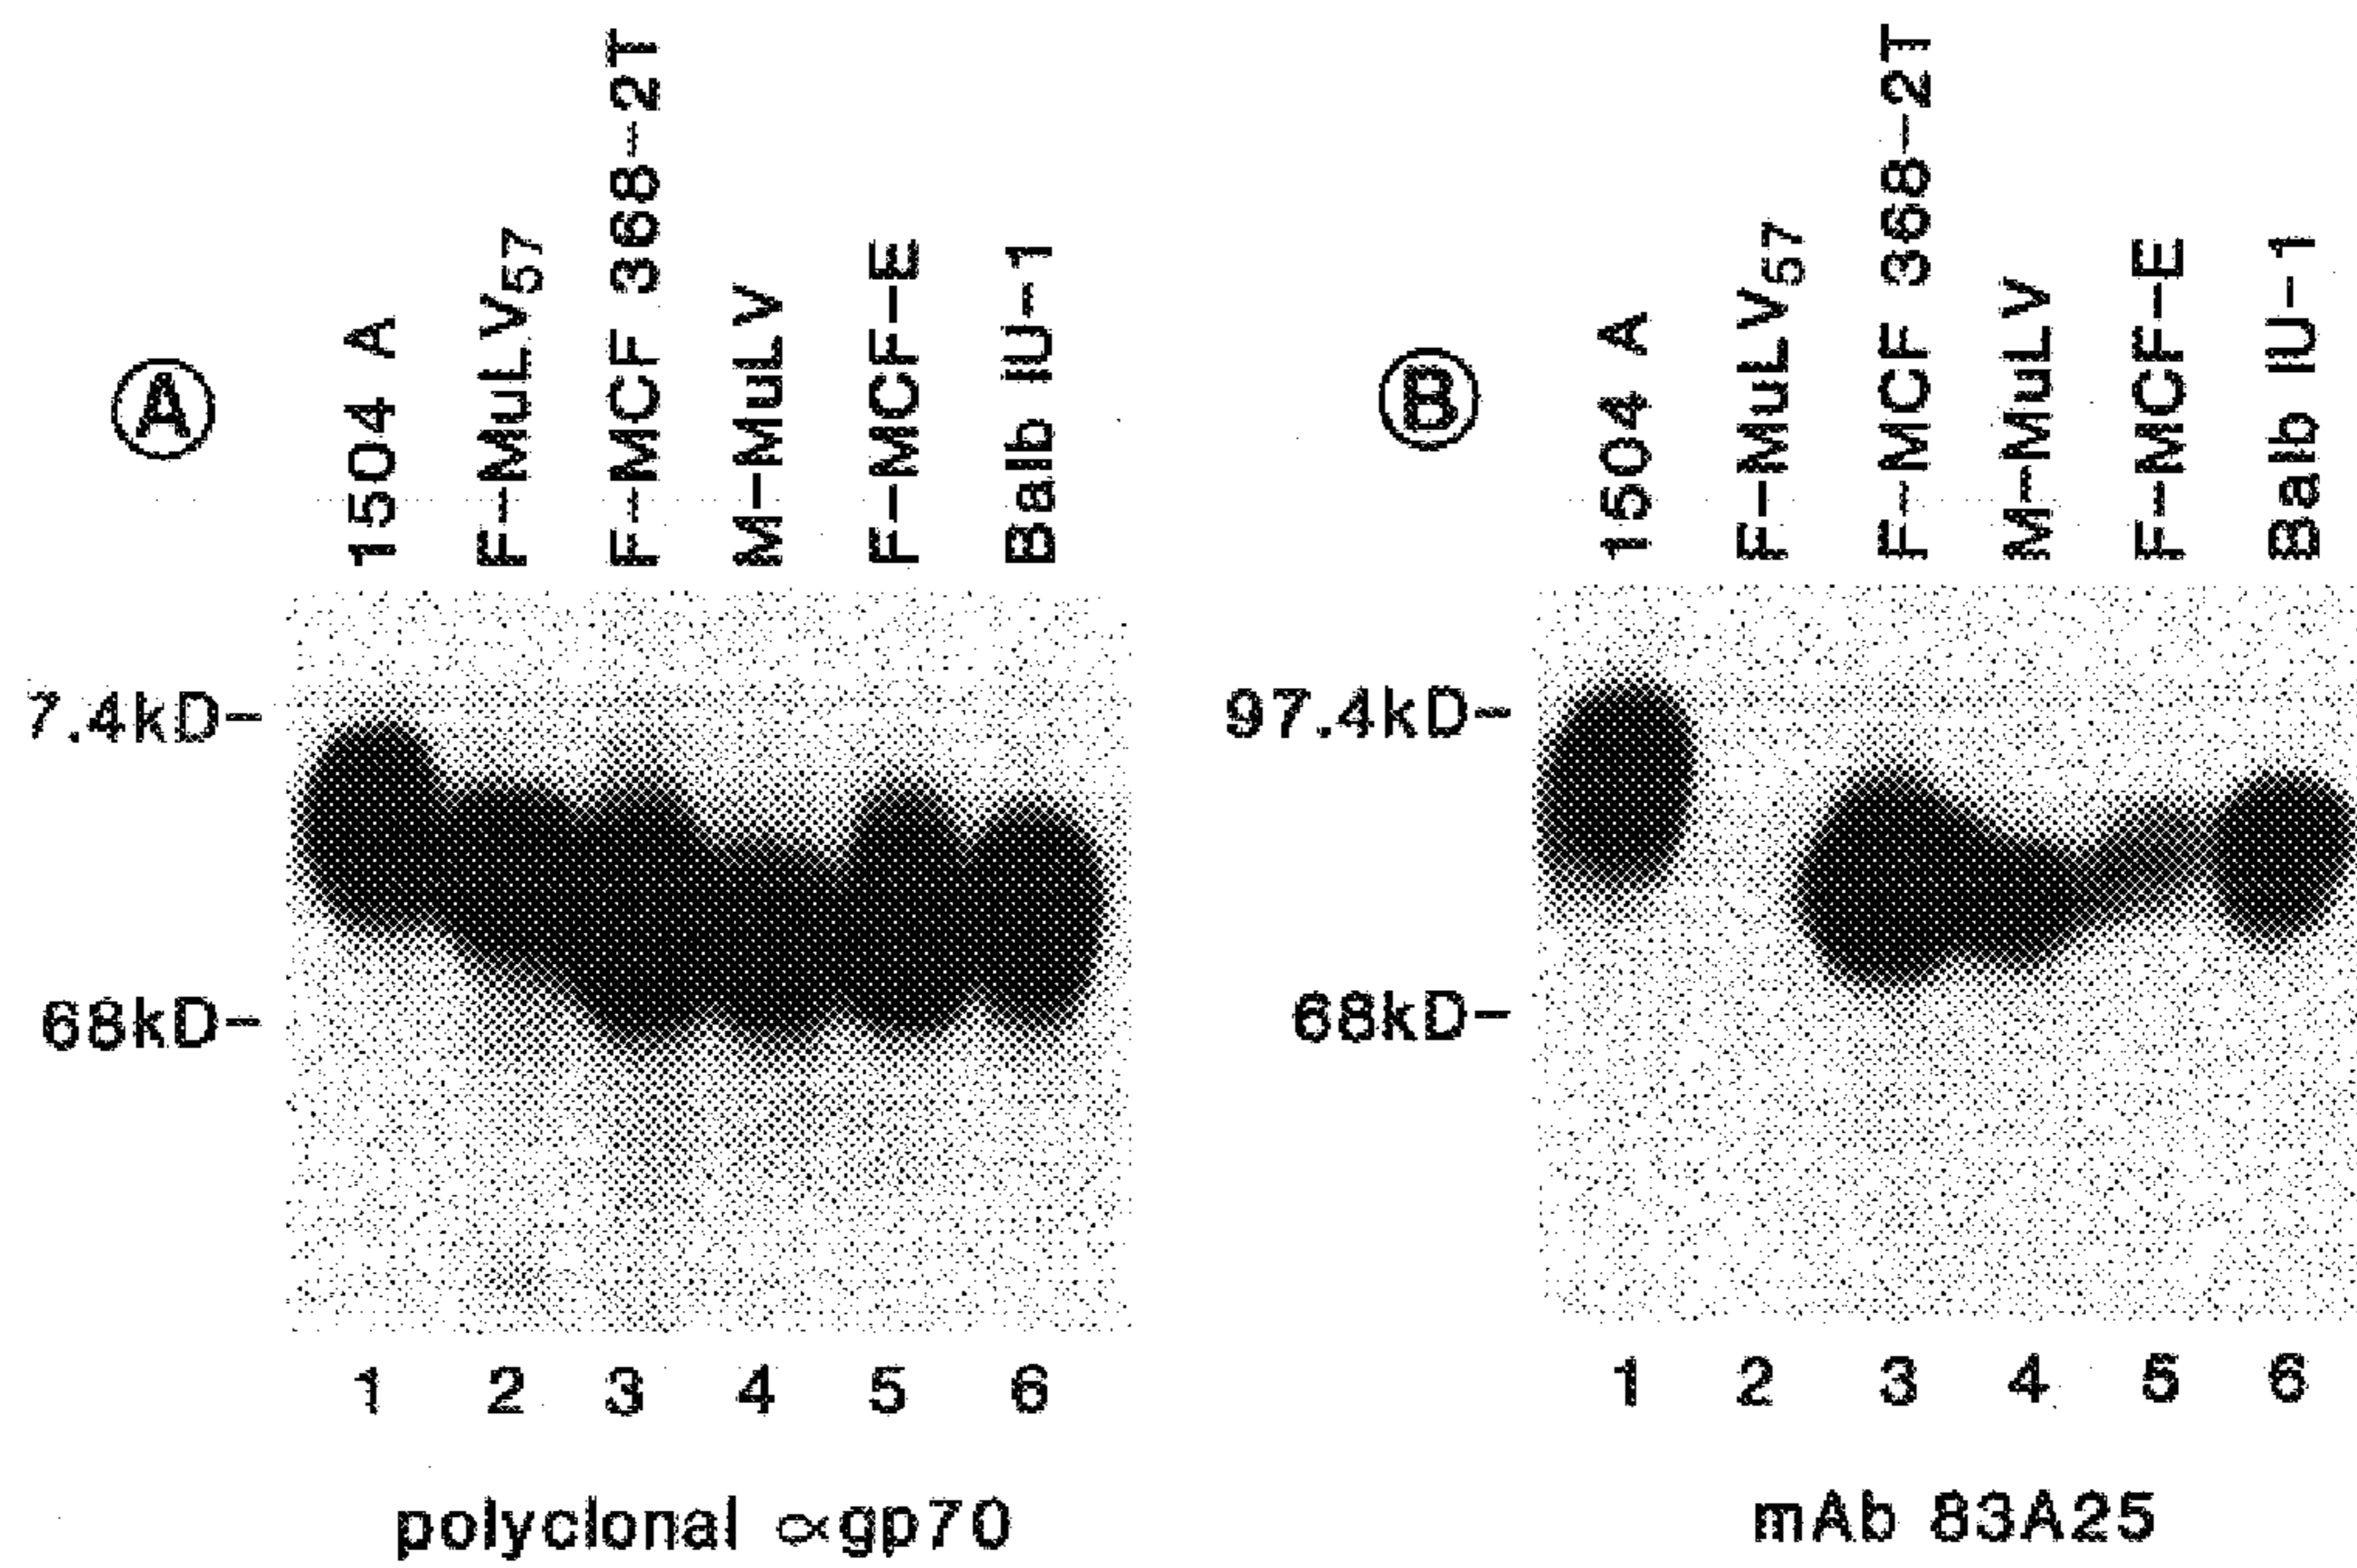 A
1504 A
F-MuLV57
F-MCF 368-2T
M-MuLV
F-MCF-E
Balb IU-1
7.4kD-
68kD-
1 2 3 4 5 6
polyclonal ∝gp70
B
1504 A
F-MuLV57
F-MCF 368-2T
M-MuLV
F-MCF-E
Balb IU-1
97.4kD-
68kD-
1 2 3 4 5 6
mAb 83A25